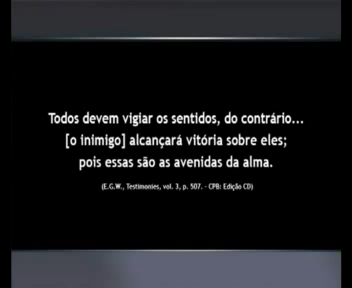 Todos devem vigiar os sentidos, do contrário...
[o inimigo] alcançará vitória sobre eles;
pois essas são as avenidas da alma.
(E.G.W., Testimonies, vol. 3, p. 507. - CPB: Edição CD)